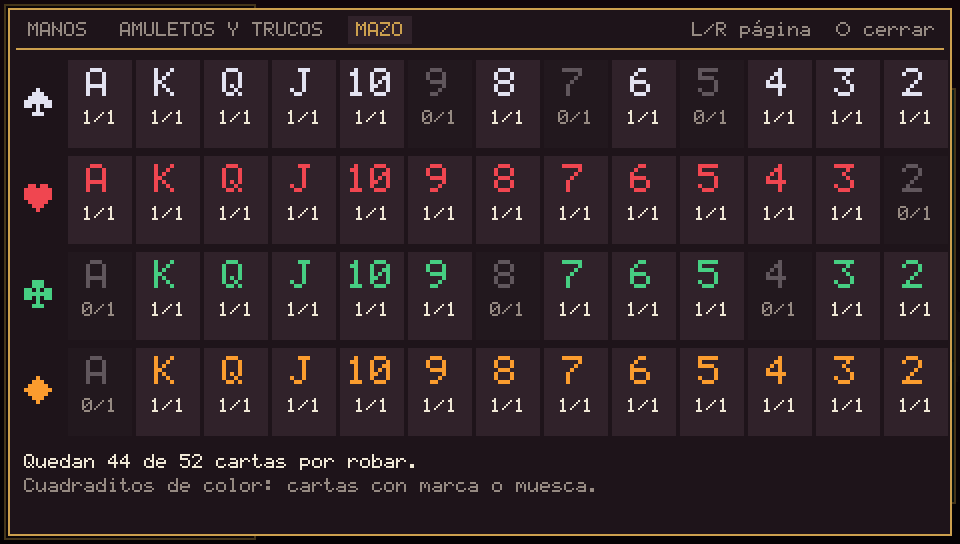 MANOS AMULETOS Y TRUCOS MAZO L/R página O cerrar
A K Q J 10 9 8 7 6 5 4 3 2
1/1 1/1 1/1 1/1 1/1 0/1 1/1 0/1 1/1 0/1 1/1 1/1 1/1
A K Q J 10 9 8 7 6 5 4 3 2
1/1 1/1 1/1 1/1 1/1 1/1 1/1 1/1 1/1 1/1 1/1 1/1 0/1
A K Q J 10 9 8 7 6 5 4 3 2
0/1 1/1 1/1 1/1 1/1 1/1 0/1 1/1 1/1 1/1 0/1 1/1 1/1
A K Q J 10 9 8 7 6 5 4 3 2
0/1 1/1 1/1 1/1 1/1 1/1 1/1 1/1 1/1 1/1 1/1 1/1 1/1
Quedan 44 de 52 cartas por robar.
Cuadraditos de color: cartas con marca o muesca.